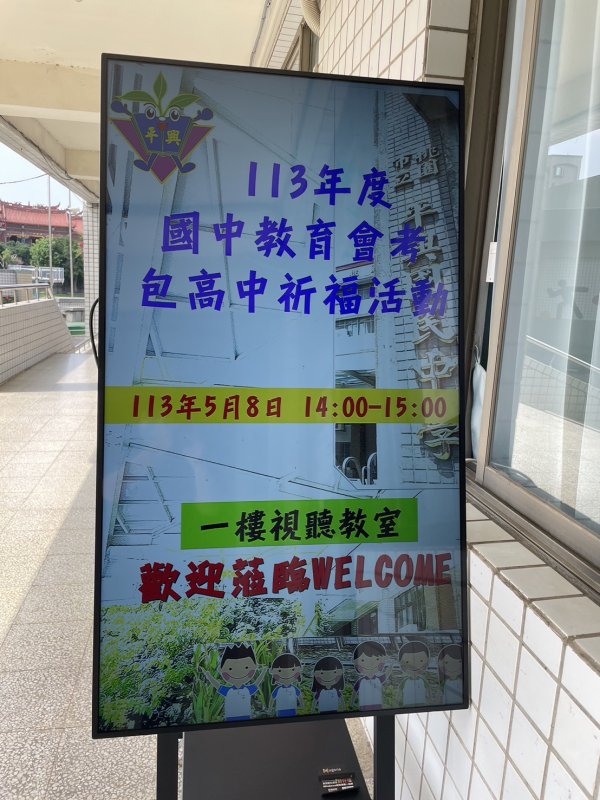 平興
113年度
國中教育會考
包高中祈福活動
113年5月8日 14:00-15:00
一樓視聽教室
歡迎蒞臨WELCOME